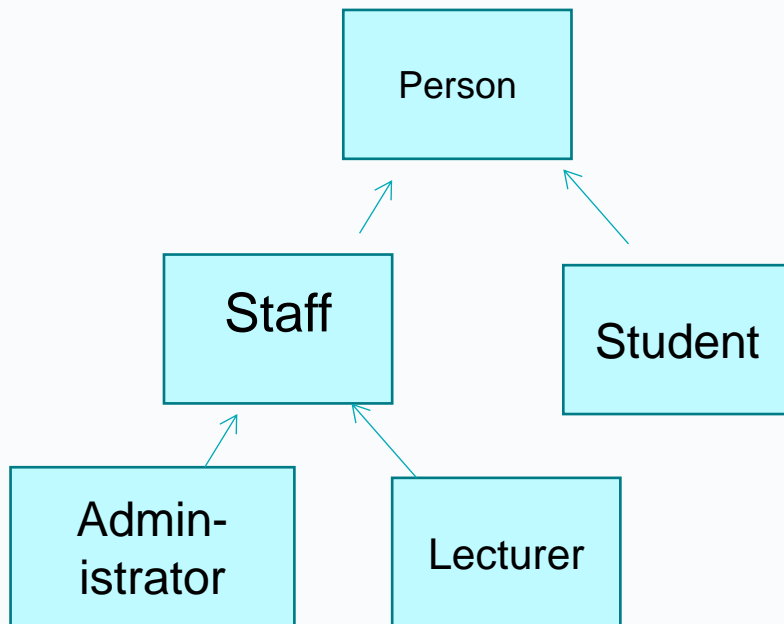 Person
Staff
Student
Admin-
istrator
Lecturer